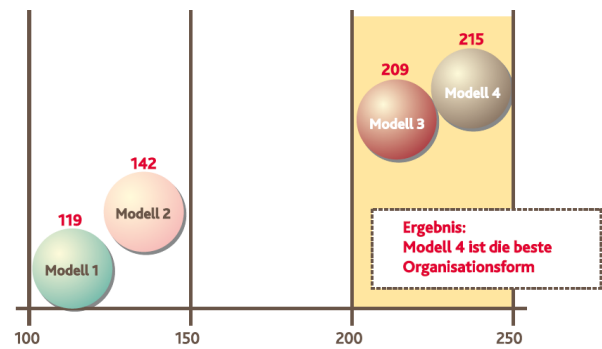 215
209
Modell 4
Modell 3
142
Modell 2
119
Modell 1
Ergebnis:
Modell 4 ist die beste
Organisationsform
100 150 200 250